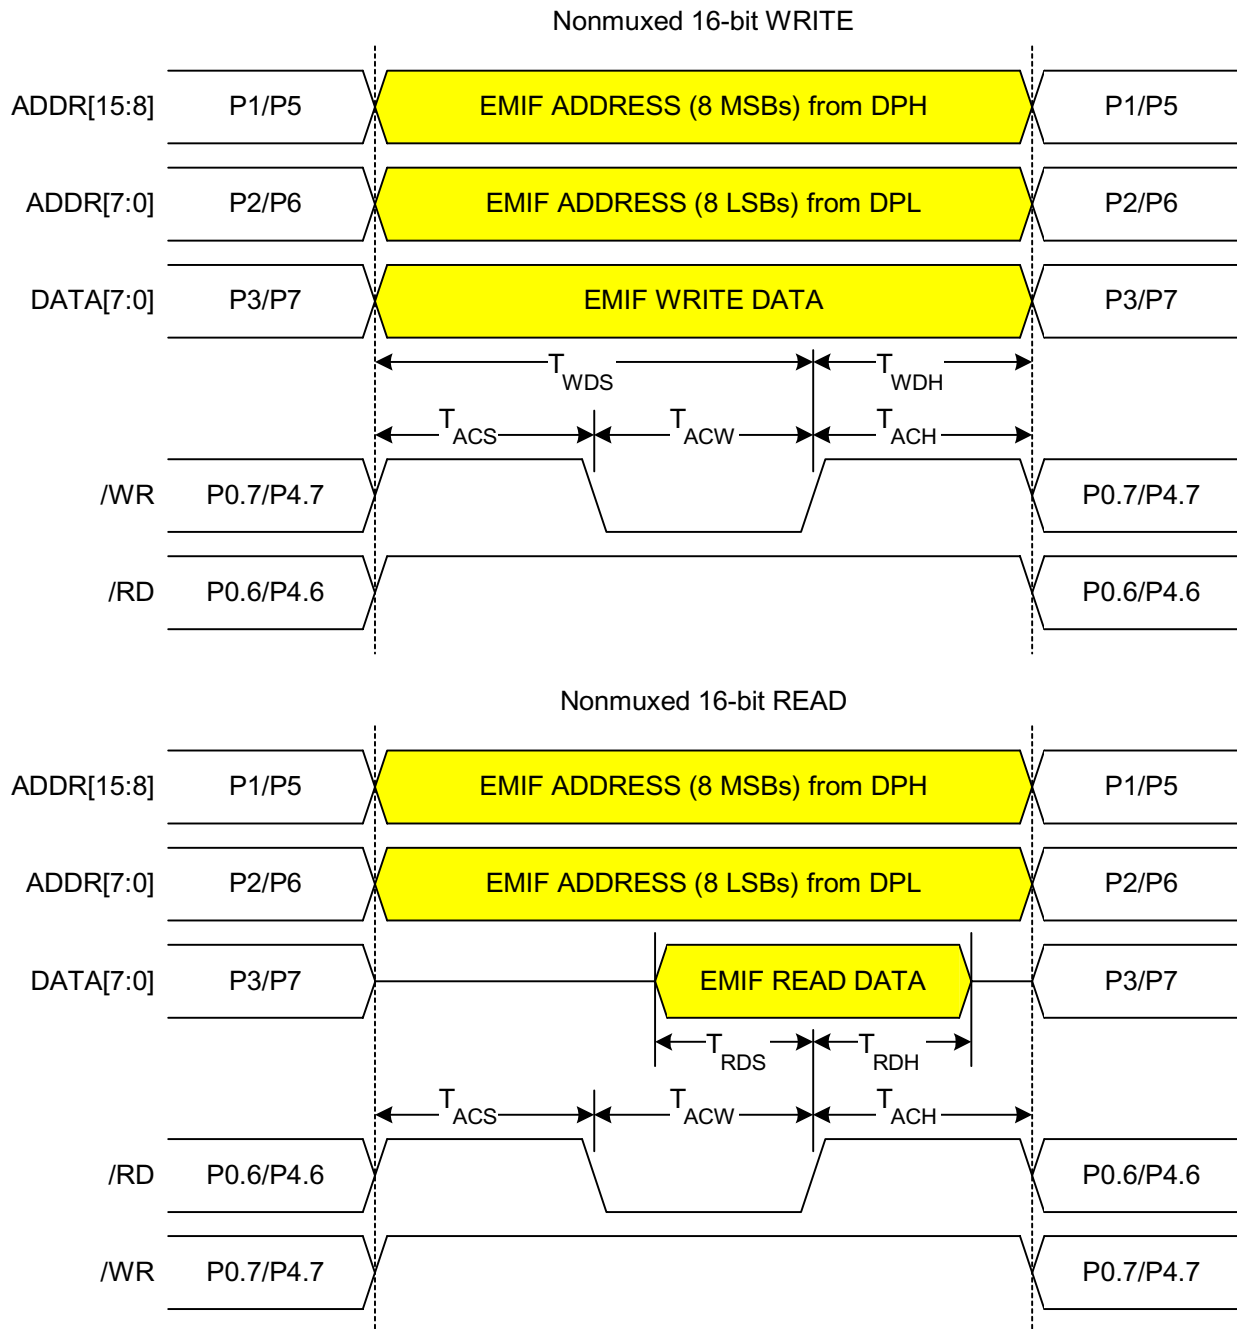 Nonmuxed 16-bit WRITE
ADDR[15:8] P1/P5 EMIF ADDRESS (8 MSBs) from DPH P1/P5
ADDR[7:0] P2/P6 EMIF ADDRESS (8 LSBs) from DPL P2/P6
DATA[7:0] P3/P7 EMIF WRITE DATA P3/P7
TWDS TWDH
TACS TACW TACH
/WR P0.7/P4.7 P0.7/P4.7
/RD P0.6/P4.6 P0.6/P4.6
Nonmuxed 16-bit READ
ADDR[15:8] P1/P5 EMIF ADDRESS (8 MSBs) from DPH P1/P5
ADDR[7:0] P2/P6 EMIF ADDRESS (8 LSBs) from DPL P2/P6
DATA[7:0] P3/P7 EMIF READ DATA P3/P7
TRDS TRDH
TACS TACW TACH
/RD P0.6/P4.6 P0.6/P4.6
/WR P0.7/P4.7 P0.7/P4.7